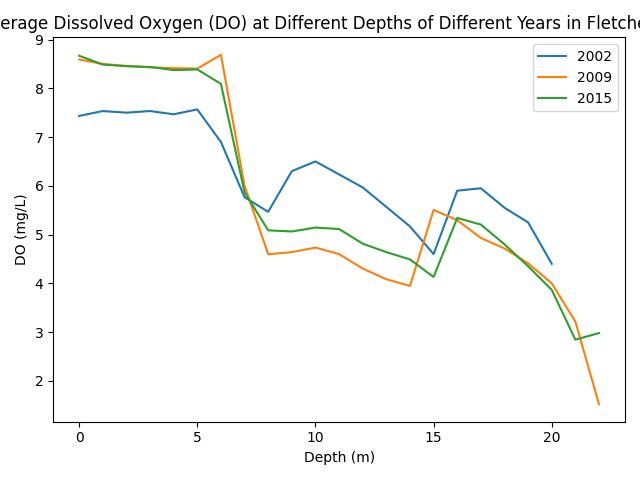 erage Dissolved Oxygen (DO) at Different Depths of Different Years in Fletche
9
8
7
6
5
4
3
2
DO (mg/L)
2002
2009
2015
0 5 10 15 20
Depth (m)